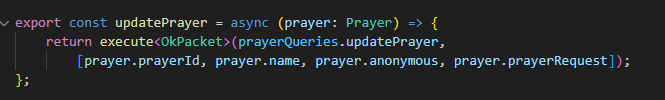 export const updatePrayer = async (prayer: Prayer) => {
    return execute<OkPacket>(prayerQueries.updatePrayer,
        [prayer.prayerId, prayer.name, prayer.anonymous, prayer.prayerRequest]);
};